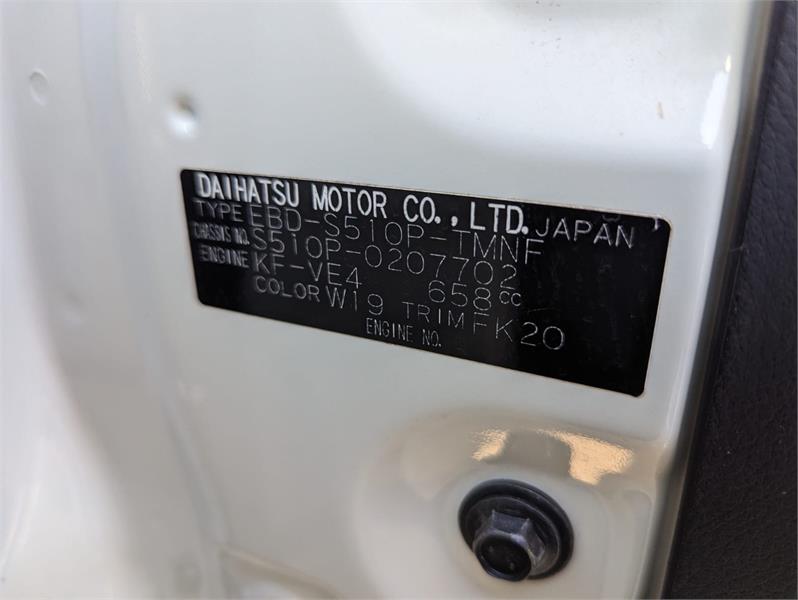 DAIHATSU MOTOR CO., LTD. JAPAN
TYPE EBD-S510P-TMNF
CHASSIS NO. S510P-0207702
ENGINE KF-VE4 658cc
COLOR W19 TRIM FK20
ENGINE NO.